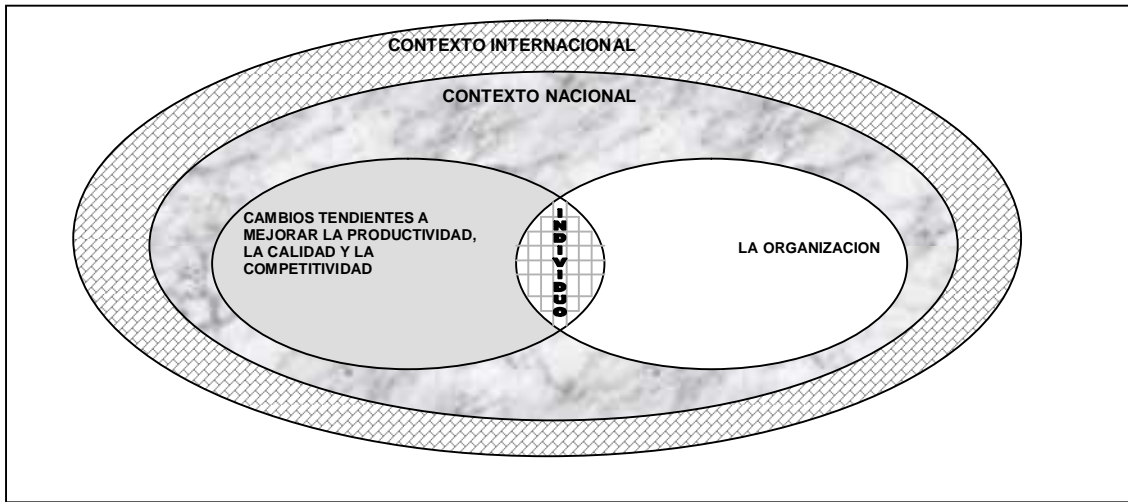 CONTEXTO INTERNACIONAL
CONTEXTO NACIONAL
CAMBIOS TENDIENTES A
MEJORAR LA PRODUCTIVIDAD,
LA CALIDAD Y LA
COMPETITIVIDAD
INDIVIDUO
LA ORGANIZACION